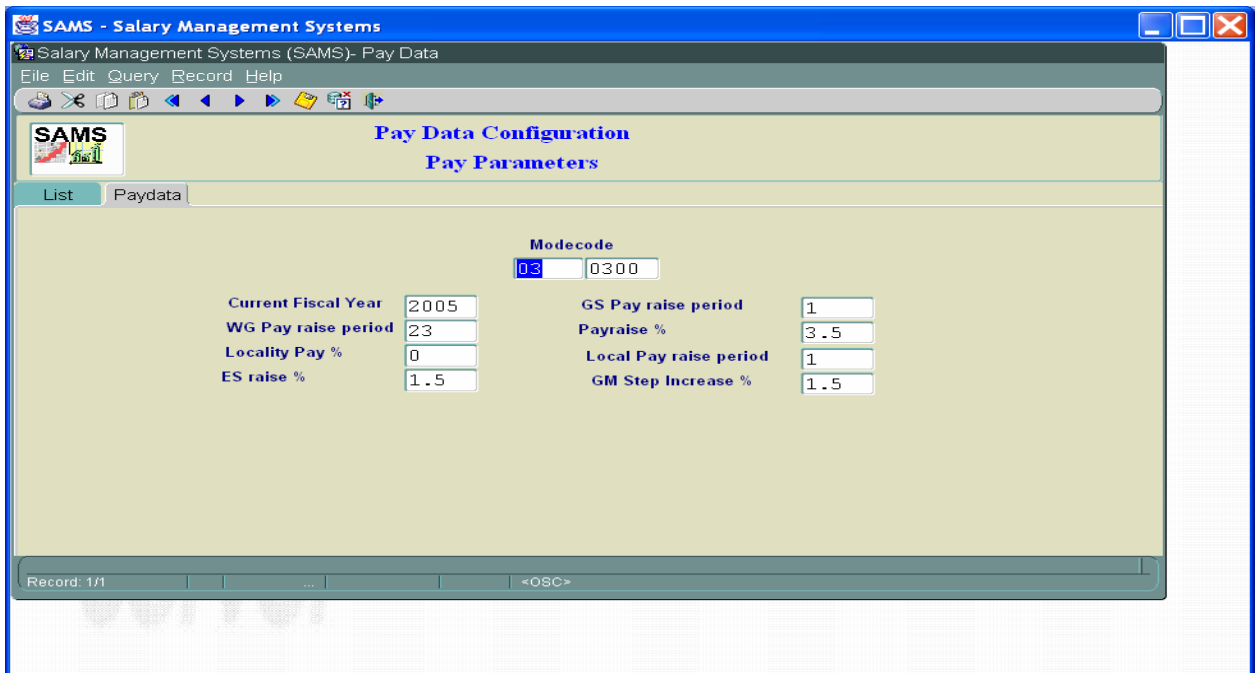 SAMS - Salary Management Systems
Salary Management Systems (SAMS)- Pay Data
File Edit Query Record Help
SAMS
Pay Data Configuration
Pay Parameters
List Paydata
Modecode
03 0300
Current Fiscal Year 2005 GS Pay raise period 1
WG Pay raise period 23 Payraise % 3.5
Locality Pay % 0 Local Pay raise period 1
ES raise % 1.5 GM Step Increase % 1.5
Record: 1/1 ... <OSC>